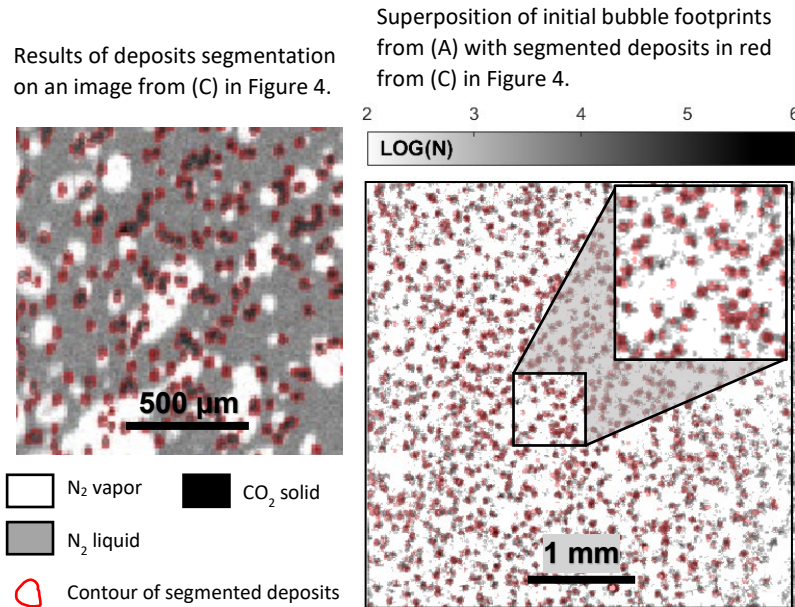 Results of deposits segmentation
on an image from (C) in Figure 4.
Superposition of initial bubble footprints
from (A) with segmented deposits in red
from (C) in Figure 4.
2 3 4 5 6
LOG(N)
500 µm
1 mm
N₂ vapor
CO₂ solid
N₂ liquid
Contour of segmented deposits